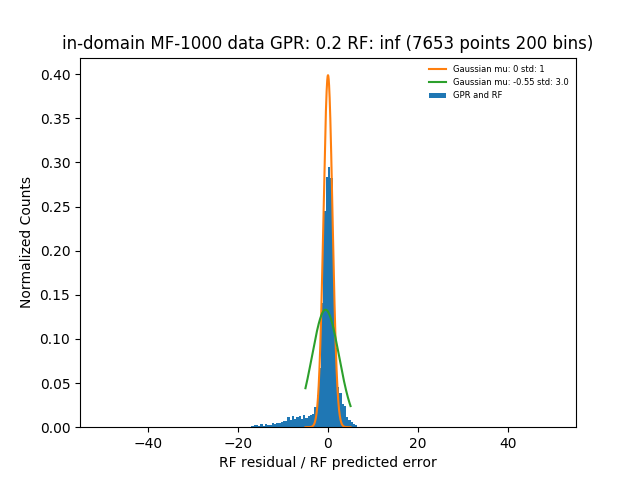 in-domain MF-1000 data GPR: 0.2 RF: inf (7653 points 200 bins)
Gaussian mu: 0 std: 1
Gaussian mu: -0.55 std: 3.0
GPR and RF
Normalized Counts
0.40
0.35
0.30
0.25
0.20
0.15
0.10
0.05
0.00
−40 −20 0 20 40
RF residual / RF predicted error